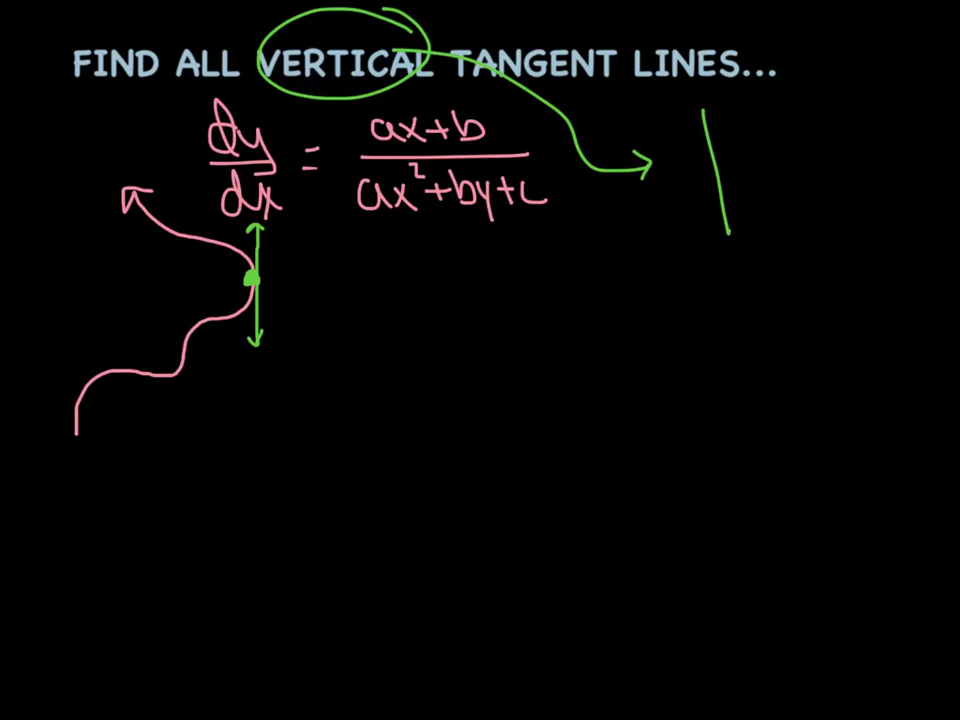 FIND ALL VERTICAL TANGENT LINES...
dy/dx = ax+b/ax²+by+c